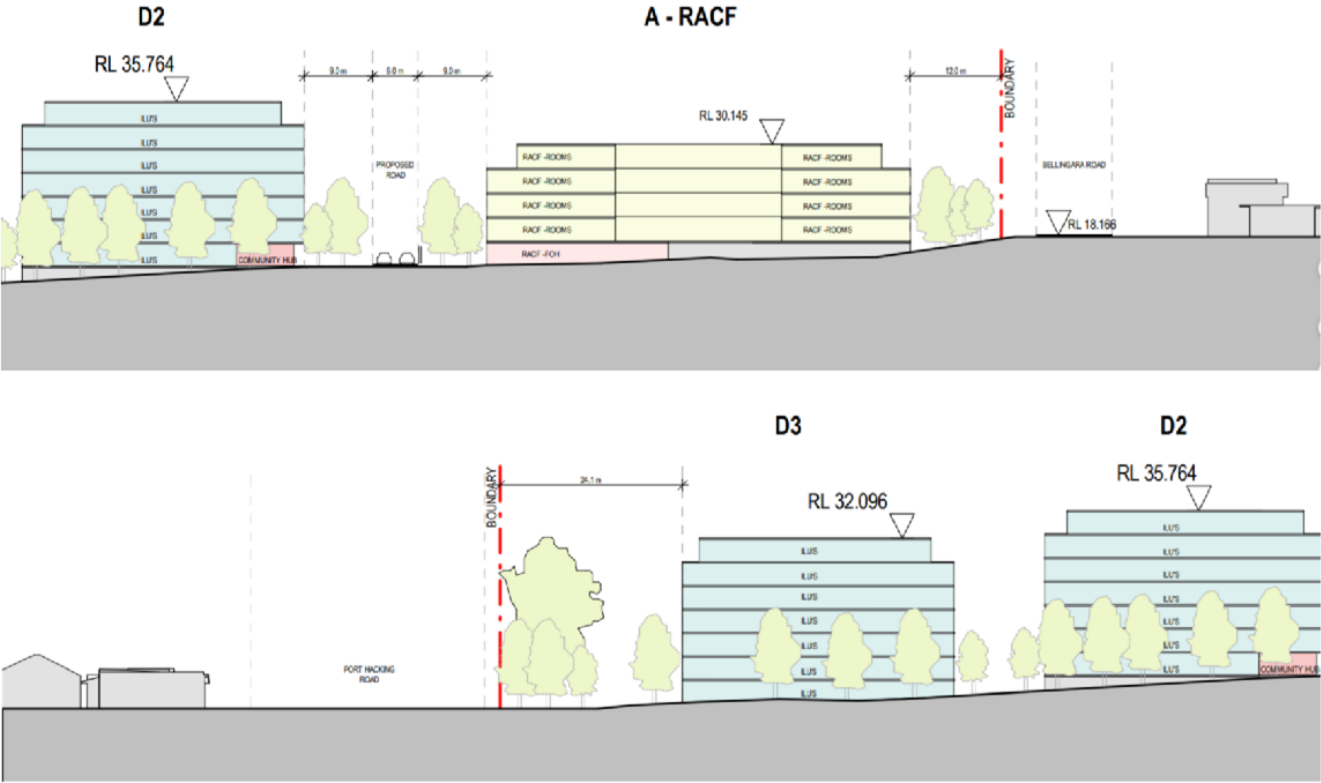 D2
A - RACF
RL 35.764
9.0 m
9.0 m
12.0 m
BOUNDARY
RL 30.145
ILU'S
RACF -ROOMS
RACF -ROOMS
ILU'S
PROPOSED
ROAD
BELLINGARA ROAD
ILU'S
RACF -ROOMS
RACF -ROOMS
ILU'S
RACF -ROOMS
RACF -ROOMS
ILU'S
RL 18.166
ILU'S
RACF -ROOMS
RACF -ROOMS
ILU'S
COMMUNITY HUB
RACF -FOH
D3
D2
BOUNDARY
RL 35.764
24.1 m
RL 32.096
ILU'S
ILU'S
ILU'S
ILU'S
ILU'S
ILU'S
ILU'S
ILU'S
ILU'S
ILU'S
ILU'S
ILU'S
PORT HACKING
ROAD
ILU'S
ILU'S
COMMUNITY HUB
ILU'S